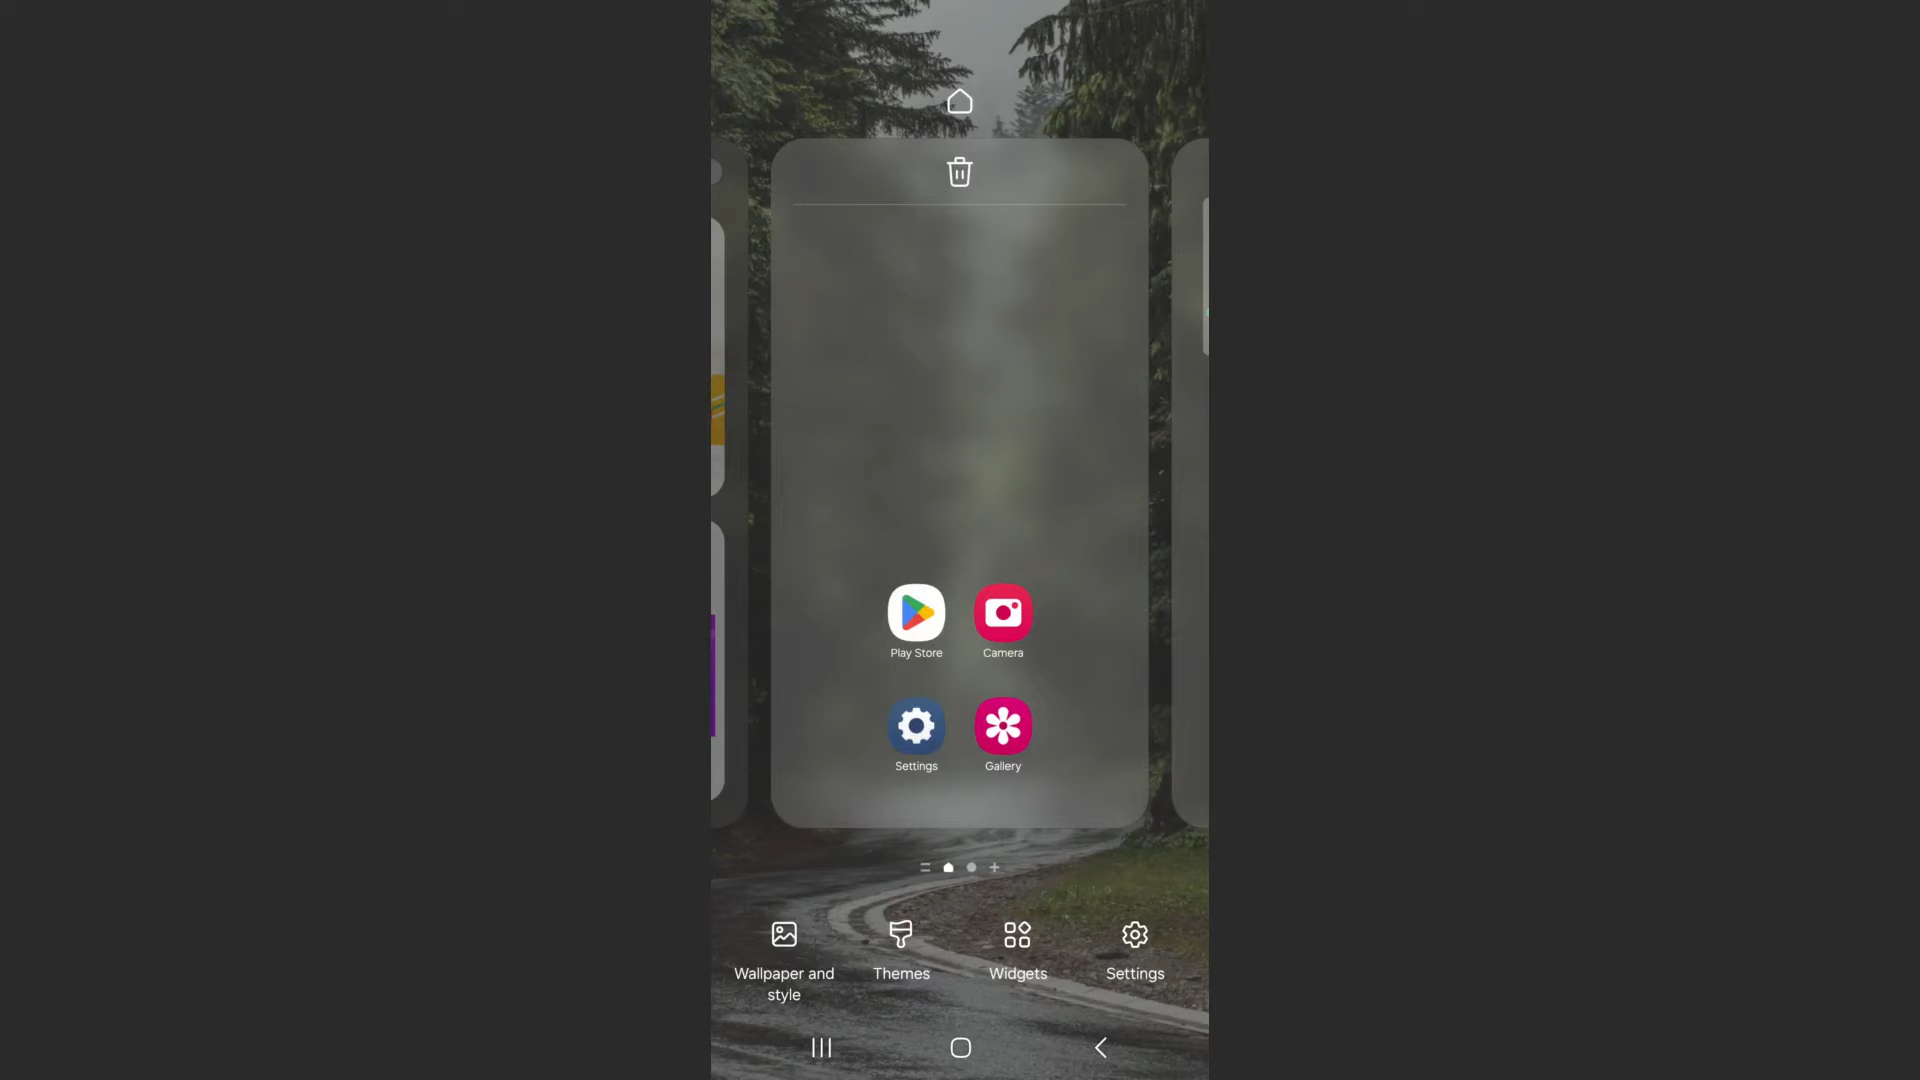 Play Store
Camera
Settings
Gallery
Wallpaper and
style
Themes
Widgets
Settings